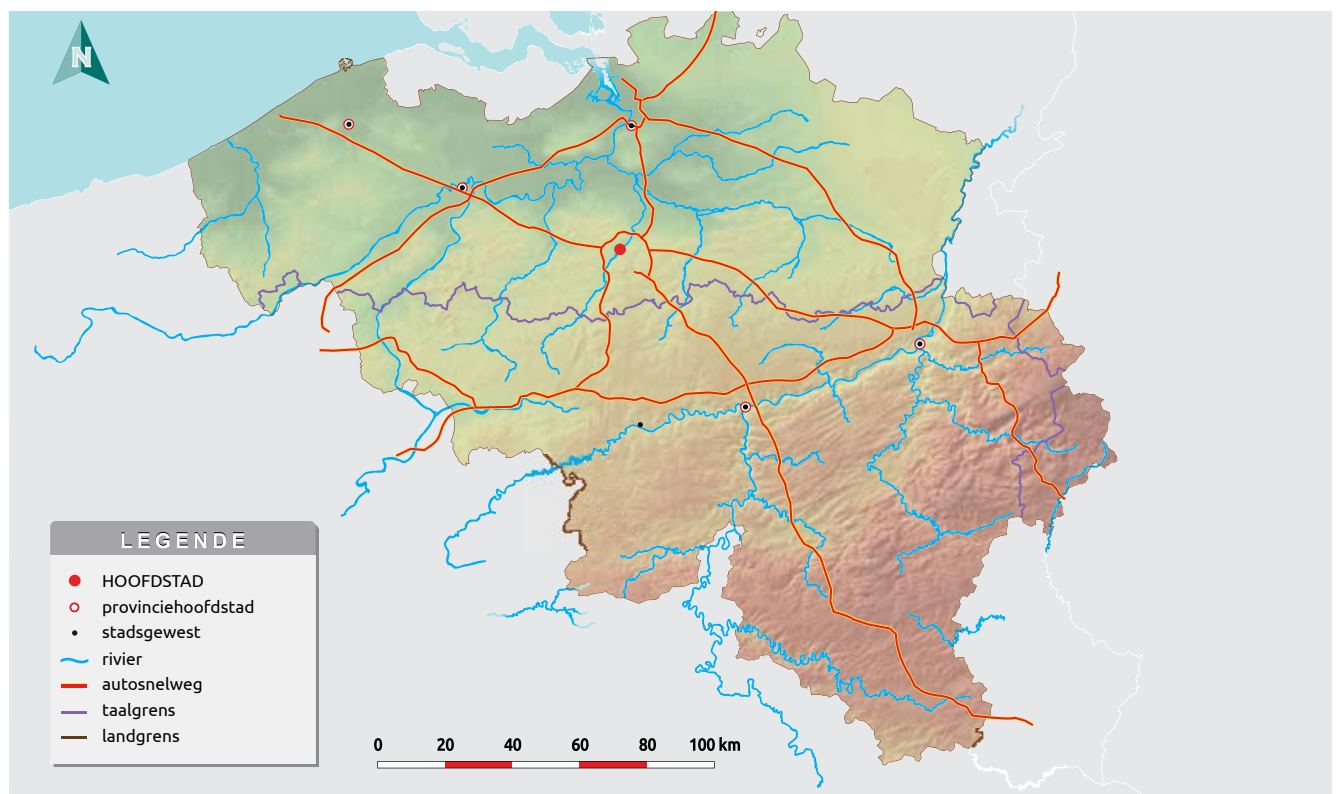 N
LEGENDE
HOOFDSTAD
provinciehoofdstad
stadsgewest
rivier
autosnelweg
taalgrens
landgrens
0 20 40 60 80 100 km